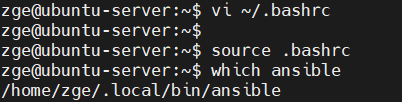 zge@ubuntu-server:~$ vi ~/.bashrc
zge@ubuntu-server:~$
zge@ubuntu-server:~$ source .bashrc
zge@ubuntu-server:~$ which ansible
/home/zge/.local/bin/ansible